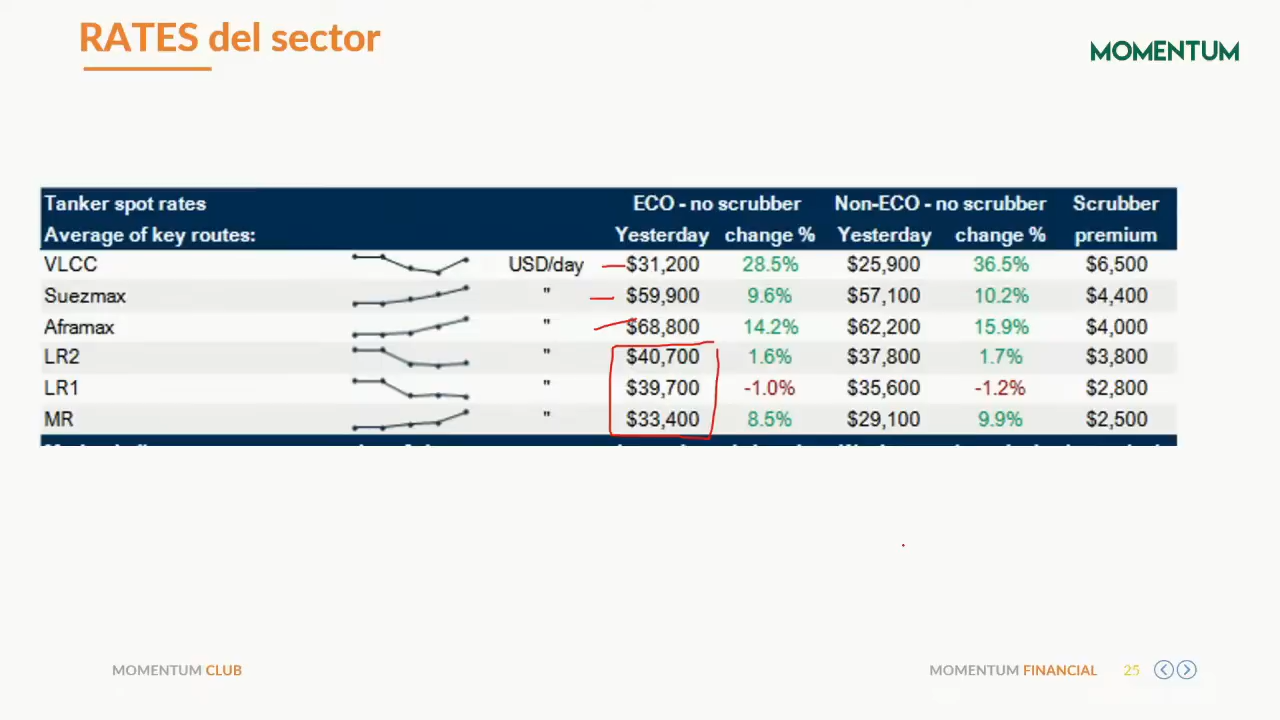 RATES del sector
MOMENTUM
Tanker spot rates ECO - no scrubber Non-ECO - no scrubber Scrubber
Average of key routes: Yesterday change % Yesterday change % premium
VLCC USD/day $31,200 28.5% $25,900 36.5% $6,500
Suezmax " $59,900 9.6% $57,100 10.2% $4,400
Aframax " $68,800 14.2% $62,200 15.9% $4,000
LR2 " $40,700 1.6% $37,800 1.7% $3,800
LR1 " $39,700 -1.0% $35,600 -1.2% $2,800
MR " $33,400 8.5% $29,100 9.9% $2,500
MOMENTUM CLUB MOMENTUM FINANCIAL 25